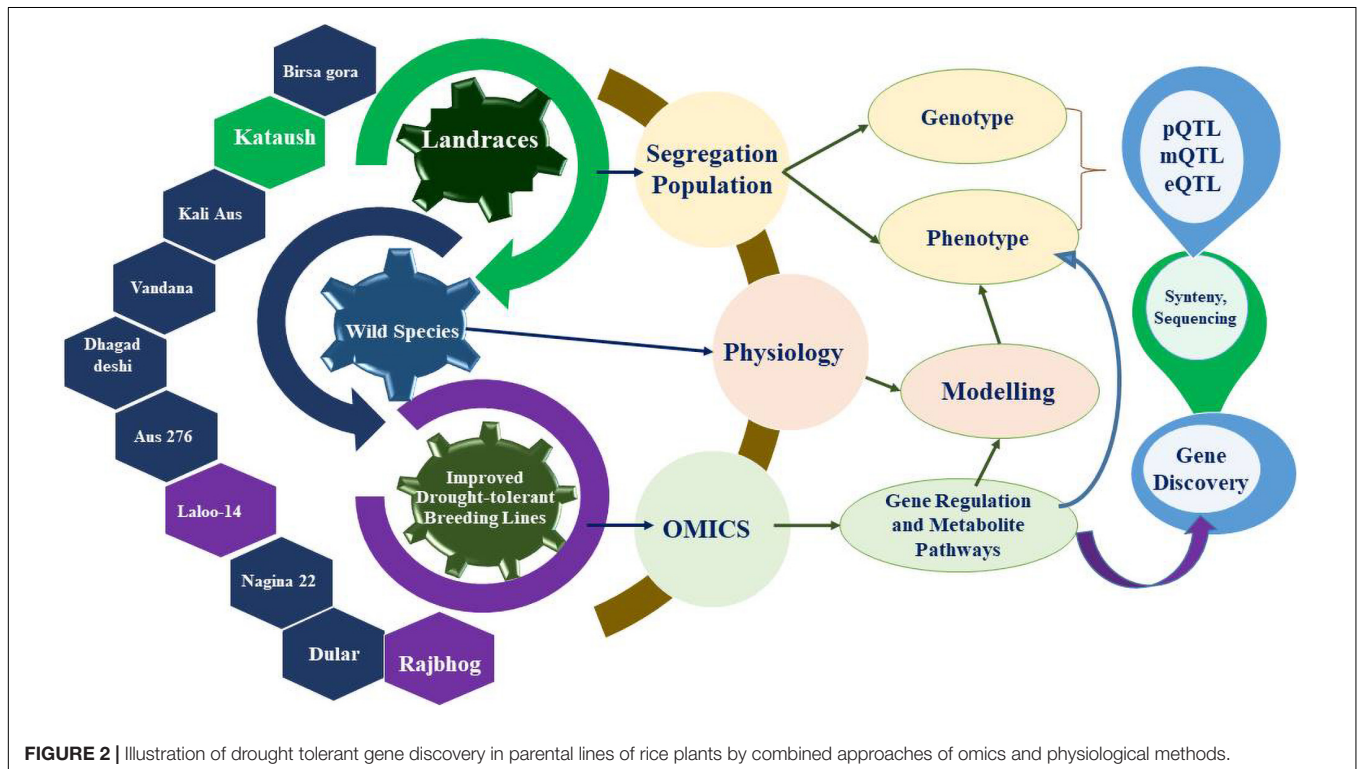 Birsa gora
Kataush
Kali Aus
Vandana
Dhagad
deshi
Aus 276
Laloo-14
Nagina 22
Dular
Rajbhog
Landraces
Wild Species
Improved
Drought-tolerant
Breeding Lines
Segregation
Population
Physiology
OMICS
Genotype
Phenotype
Modelling
Gene Regulation
and Metabolite
Pathways
pQTL
mQTL
eQTL
Synteny,
Sequencing
Gene
Discovery
FIGURE 2 | Illustration of drought tolerant gene discovery in parental lines of rice plants by combined approaches of omics and physiological methods.